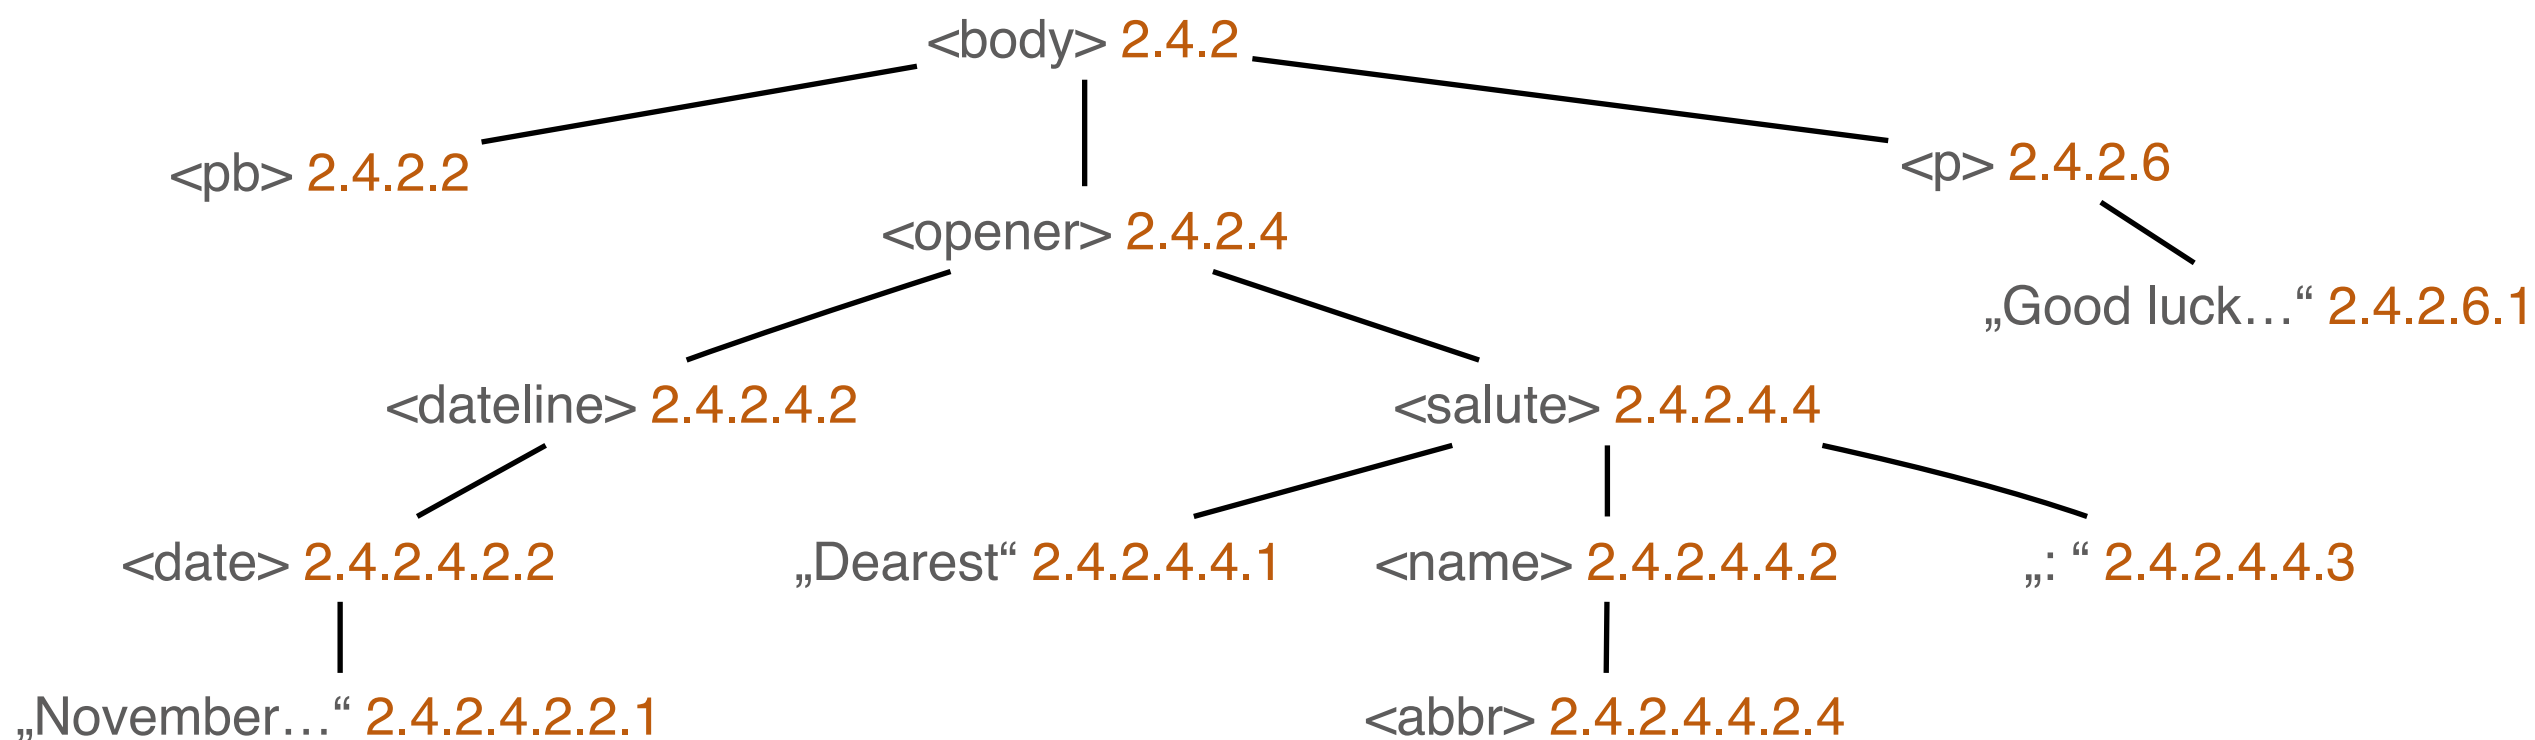 <body> 2.4.2
<pb> 2.4.2.2
<p> 2.4.2.6
<opener> 2.4.2.4
„Good luck…“ 2.4.2.6.1
<dateline> 2.4.2.4.2
<salute> 2.4.2.4.4
<date> 2.4.2.4.2.2
„Dearest“ 2.4.2.4.4.1
<name> 2.4.2.4.4.2
„: “ 2.4.2.4.4.3
„November…“ 2.4.2.4.2.2.1
<abbr> 2.4.2.4.4.2.4